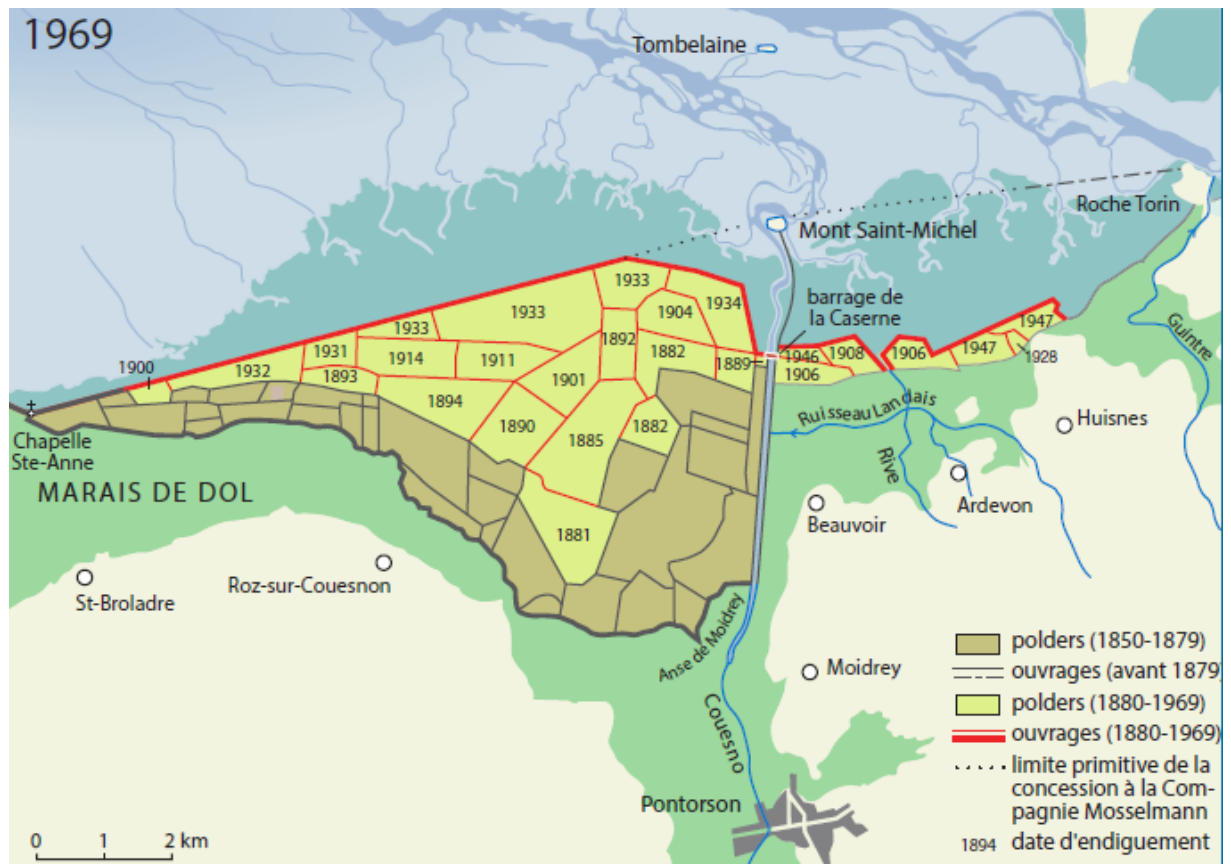 1969
Tombelaine
Roche Torin
Mont Saint-Michel
barrage de
la Caserne
Guintre
1933
1934
1933
1904
1933
1892
1882
1947
1931
1914
1911
1889
1946
1908
1906
1947
1928
1900
1932
1893
1901
1906
1894
1890
1885
1882
Ruisseau Landais
Rive
Huisnes
Chapelle
Ste-Anne
MARAIS DE DOL
Ardevon
Beauvoir
1881
Roz-sur-Couesnon
St-Broladre
Anse de Moidrey
Moidrey
Couesno
Pontorson
polders (1850-1879)
ouvrages (avant 1879)
polders (1880-1969)
ouvrages (1880-1969)
limite primitive de la
concession à la Com-
pagnie Mosselmann
1894 date d'endiguement
0 1 2 km